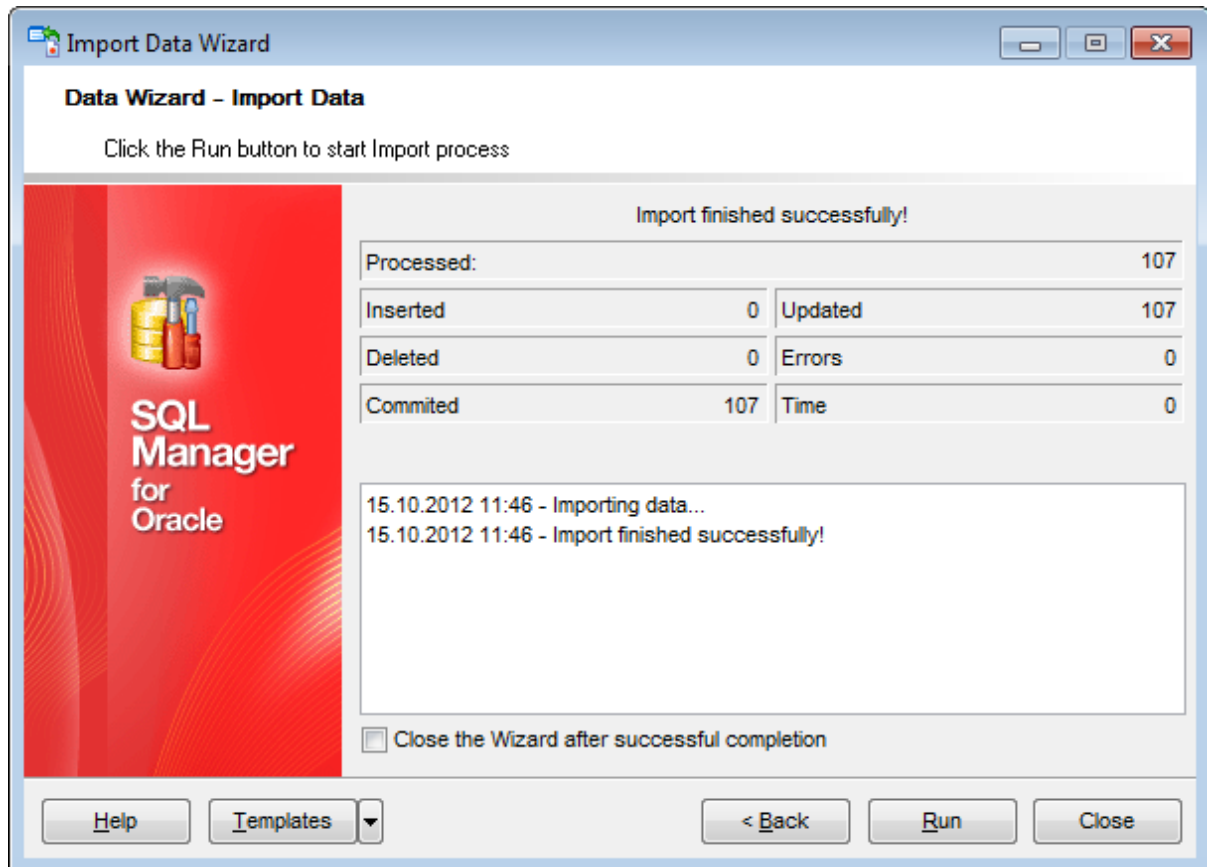 Import Data Wizard
Data Wizard - Import Data
Click the Run button to start Import process
Import finished successfully!
Processed: 107
Inserted 0 Updated 107
Deleted 0 Errors 0
Commited 107 Time 0
SQL
Manager
for
Oracle
15.10.2012 11:46 - Importing data...
15.10.2012 11:46 - Import finished successfully!
Close the Wizard after successful completion
Help Templates < Back Run Close